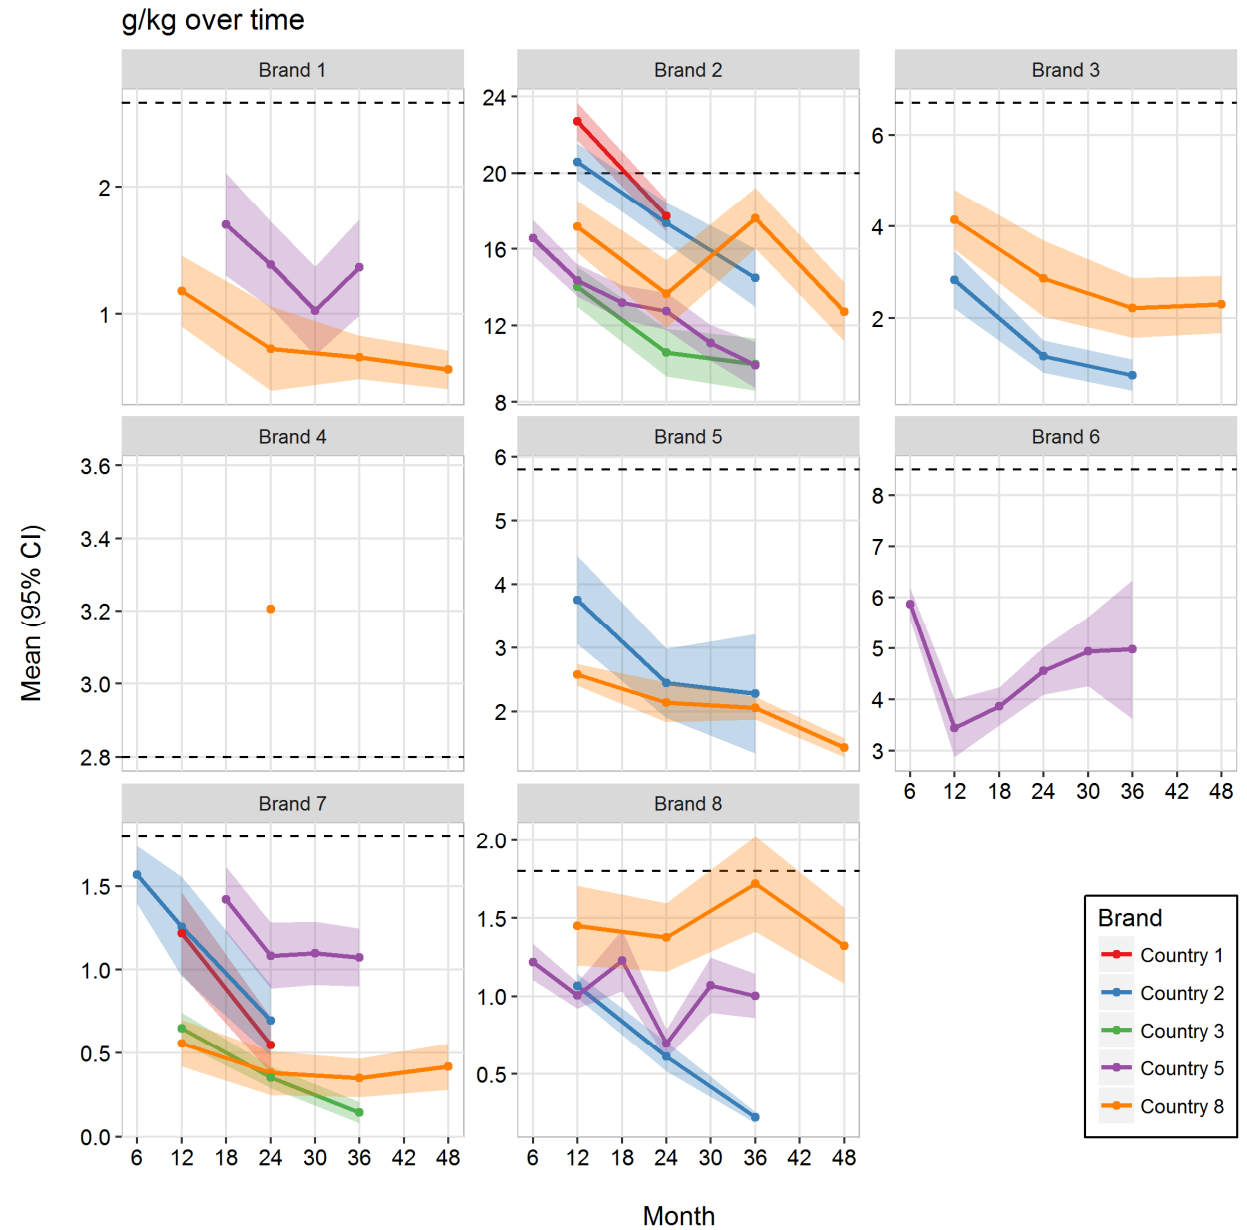 g/kg over time
Brand 1
Brand 2
Brand 3
2
1
24
20
16
12
8
6
4
2
Brand 4
Brand 5
Brand 6
3.6
3.4
3.2
3.0
2.8
6
5
4
3
2
8
7
6
5
4
3
6 12 18 24 30 36 42 48
Mean (95% CI)
Brand 7
Brand 8
1.5
1.0
0.5
0.0
2.0
1.5
1.0
0.5
6 12 18 24 30 36 42 48
6 12 18 24 30 36 42 48
Month
Brand
Country 1
Country 2
Country 3
Country 5
Country 8